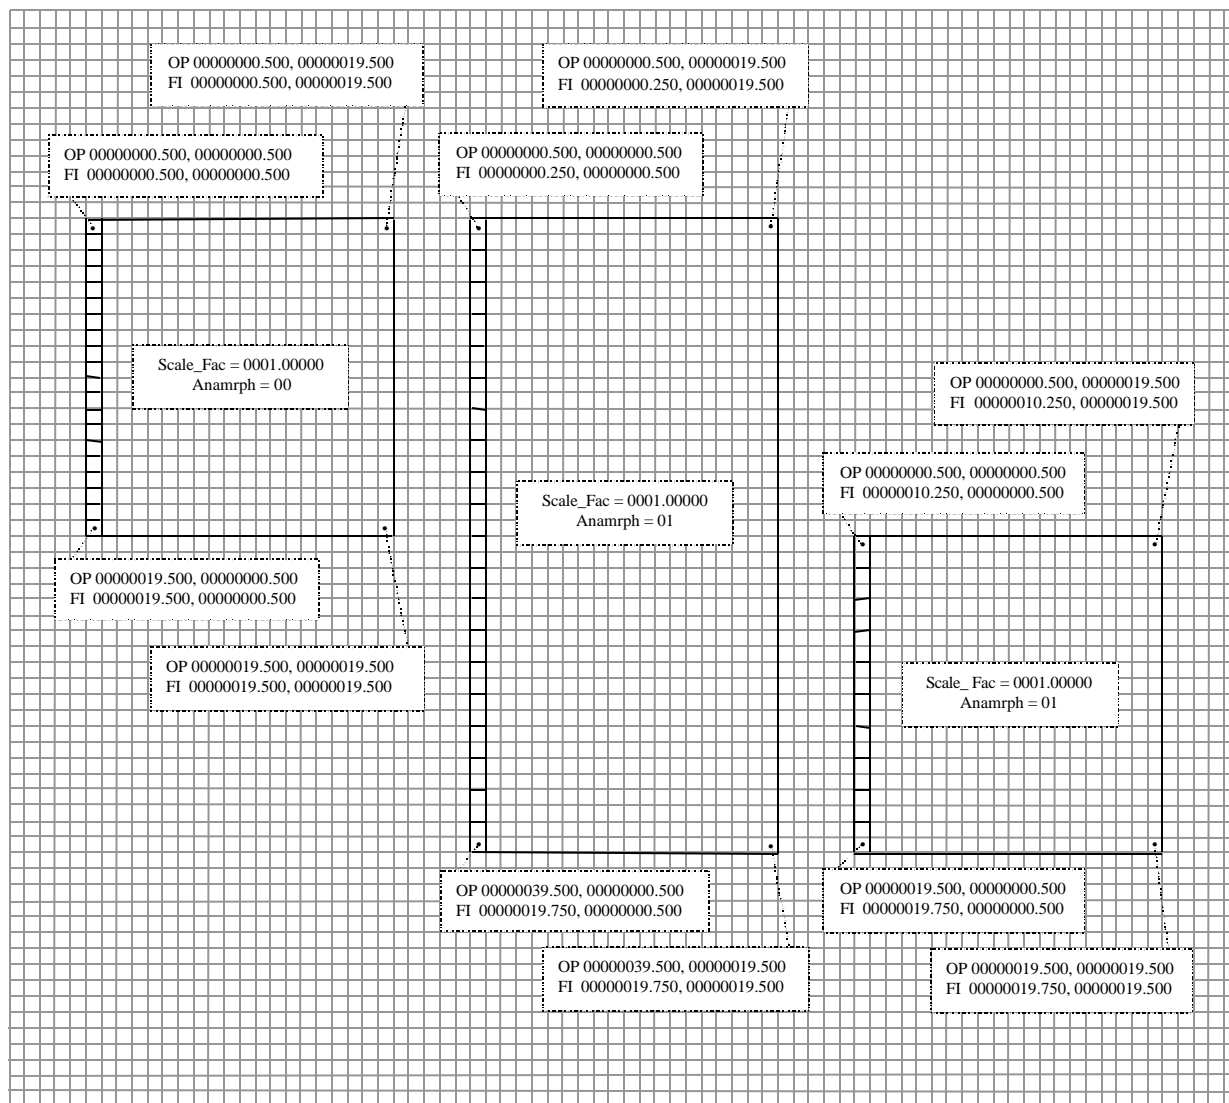 OP 00000000.500, 00000019.500
FI 00000000.500, 00000019.500
OP 00000000.500, 00000000.500
FI 00000000.500, 00000000.500
Scale_Fac = 0001.00000
Anamrph = 00
OP 00000019.500, 00000000.500
FI 00000019.500, 00000000.500
OP 00000019.500, 00000019.500
FI 00000019.500, 00000019.500
OP 00000000.500, 00000019.500
FI 00000000.250, 00000019.500
OP 00000000.500, 00000000.500
FI 00000000.250, 00000000.500
Scale_Fac = 0001.00000
Anamrph = 01
OP 00000039.500, 00000000.500
FI 00000019.750, 00000000.500
OP 00000039.500, 00000019.500
FI 00000019.750, 00000019.500
OP 00000000.500, 00000019.500
FI 00000010.250, 00000019.500
OP 00000000.500, 00000000.500
FI 00000010.250, 00000000.500
Scale_ Fac = 0001.00000
Anamrph = 01
OP 00000019.500, 00000000.500
FI 00000019.750, 00000000.500
OP 00000019.500, 00000019.500
FI 00000019.750, 00000019.500